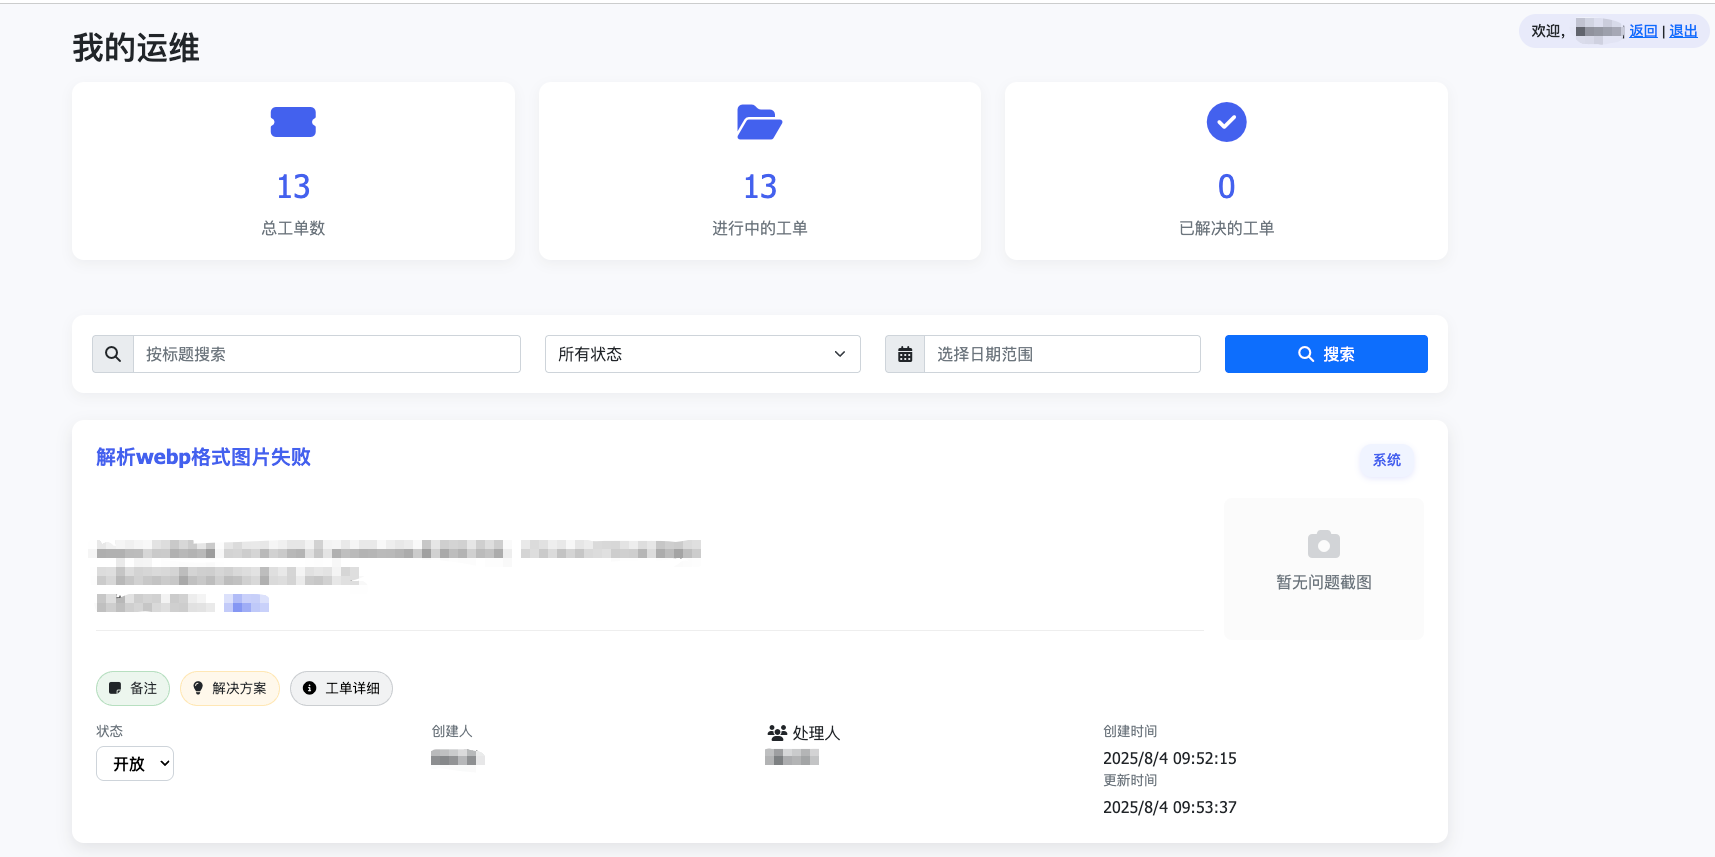 我的运维
欢迎，
返回 | 退出
13
总工单数
13
进行中的工单
0
已解决的工单
按标题搜索
所有状态
选择日期范围
搜索
解析webp格式图片失败
系统
暂无问题截图
备注
解决方案
工单详细
状态
开放
创建人
处理人
创建时间
2025/8/4 09:52:15
更新时间
2025/8/4 09:53:37